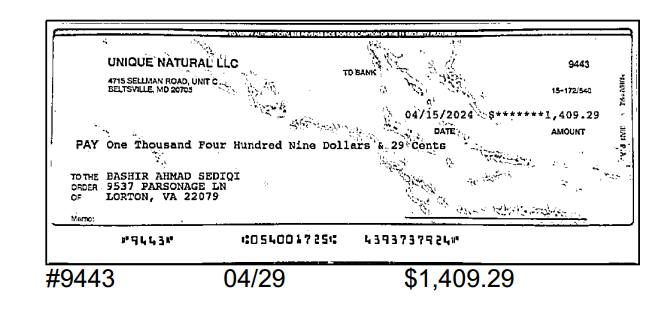 UNIQUE NATURAL LLC
4715 SELLMAN ROAD, UNIT C
BELTSVILLE, MD 20705
TD BANK
9443
15-172/540
04/15/2024 $*******1,409.29
DATE AMOUNT
PAY One Thousand Four Hundred Nine Dollars & 29 Cents
TO THE BASHIR AHMAD SEDIQI
ORDER 9537 PARSONAGE LN
OF LORTON, VA 22079
Memo:
⑈9443⑈ ⑆054001725⑆ 4393737924⑈
#9443 04/29 $1,409.29